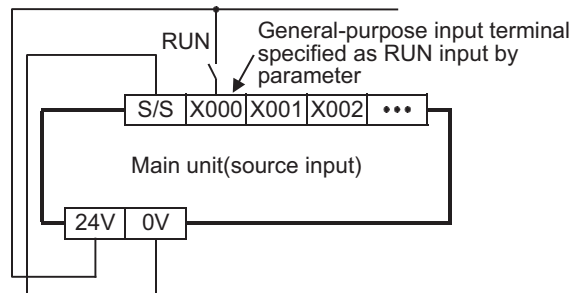 RUN
General-purpose input terminal
specified as RUN input by
parameter
S/S X000 X001 X002 •••
Main unit(source input)
24V 0V